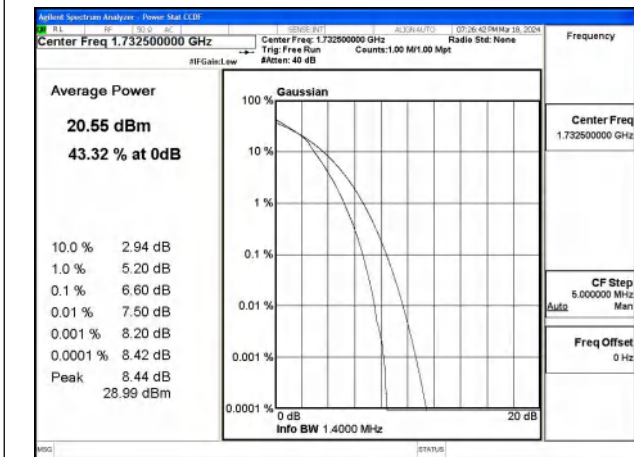 Agilent Spectrum Analyzer - Power Stat CCDF
RL RF 50 Ω AC SENSE:INT ALIGN AUTO 07:26:42 PM Mar 18, 2024
Center Freq 1.732500000 GHz
Center Freq: 1.732500000 GHz Radio Std: None
Trig: Free Run Counts:1.00 M/1.00 Mpt
#IFGain:Low #Atten: 40 dB
Frequency
Average Power
20.55 dBm
43.32 % at 0dB
10.0 % 2.94 dB
1.0 % 5.20 dB
0.1 % 6.60 dB
0.01 % 7.50 dB
0.001 % 8.20 dB
0.0001 % 8.42 dB
Peak 8.44 dB
28.99 dBm
Gaussian
100 %
10 %
1 %
0.1 %
0.01 %
0.001 %
0.0001 %
0 dB 20 dB
Info BW 1.4000 MHz
Center Freq
1.732500000 GHz
CF Step
5.000000 MHz
Auto Man
Freq Offset
0 Hz
MSG STATUS